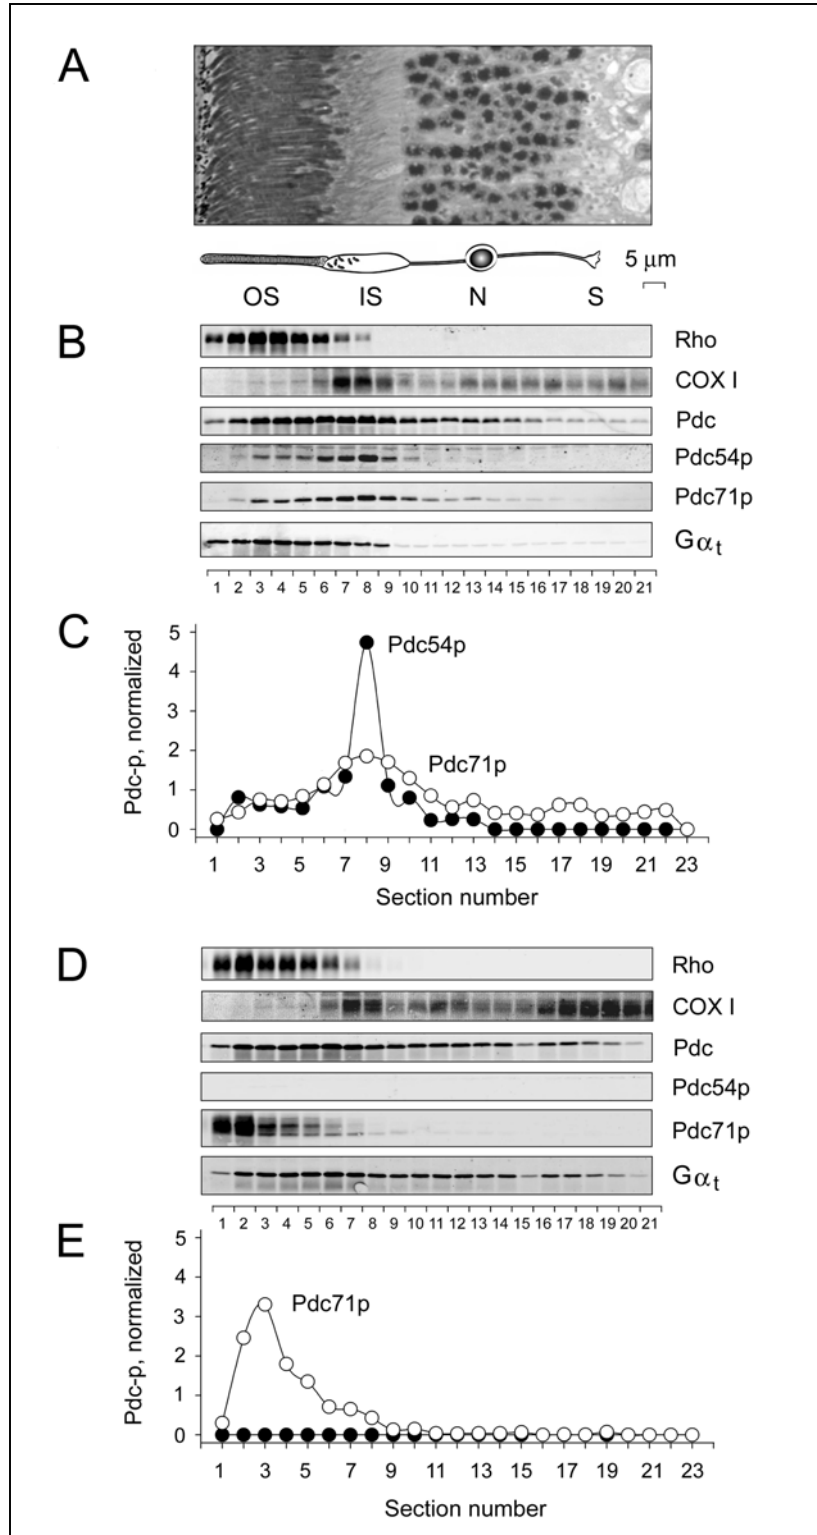 A
5 μm
OS IS N S
B
Rho
COX I
Pdc
Pdc54p
Pdc71p
Gαt
1 2 3 4 5 6 7 8 9 10 11 12 13 14 15 16 17 18 19 20 21
C
Pdc-p, normalized
5
4
3
2
1
0
Pdc54p
Pdc71p
1 3 5 7 9 11 13 15 17 19 21 23
Section number
D
Rho
COX I
Pdc
Pdc54p
Pdc71p
Gαt
1 2 3 4 5 6 7 8 9 10 11 12 13 14 15 16 17 18 19 20 21
E
Pdc-p, normalized
5
4
3
2
1
0
Pdc71p
1 3 5 7 9 11 13 15 17 19 21 23
Section number